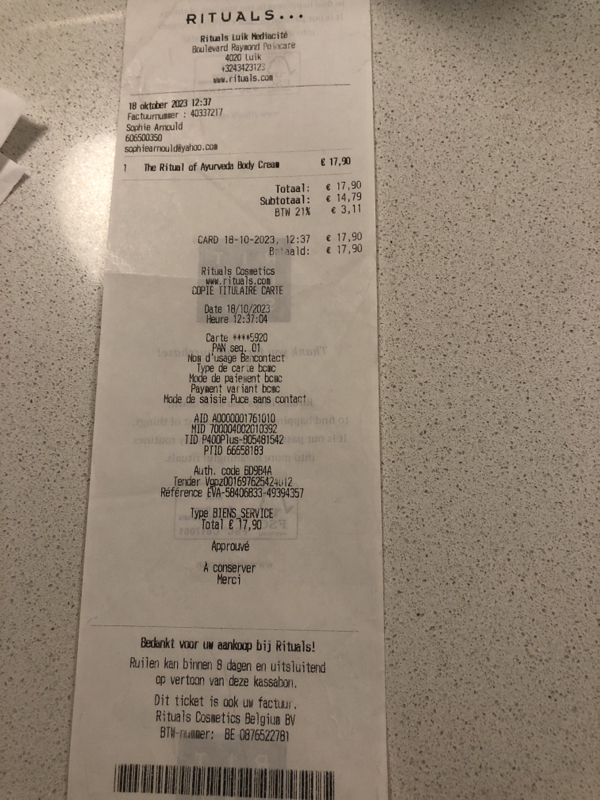 RITUALS...
Rituals Luik Mediacité
Boulevard Raymond Poincare
4020 Luik
+3243423123
www.rituals.com
18 oktober 2023 12:37
Factuurnummer : 40337217
Sophie Arnould
606500350
sophiearnould@yahoo.com
1 The Ritual of Ayurveda Body Cream € 17,90
Totaal: € 17,90
Subtotaal: € 14,79
BTW 21% € 3,11
CARD 18-10-2023, 12:37 € 17,90
Betaald: € 17,90
Rituals Cosmetics
www.rituals.com
COPIE TITULAIRE CARTE
Date 18/10/2023
Heure 12:37:04
Carte ****5920
PAN seq. 01
Nom d'usage Bancontact
Type de carte bcmc
Mode de paiement bcmc
Payment variant bcmc
Mode de saisie Puce sans contact
AID A0000001761010
MID 700004002010392
TID P400Plus-805481542
PTID 66658183
Auth. code BD9B4A
Tender Vgpz001697625424012
Référence EVA-58406833-49394357
Type BIENS_SERVICE
Total € 17,90
Approuvé
A conserver
Merci
Bedankt voor uw aankoop bij Rituals!
Ruilen kan binnen 8 dagen en uitsluitend
op vertoon van deze kassabon.
Dit ticket is ook uw factuur.
Rituals Cosmetics Belgium BV
BTW-nummer: BE 0876522781